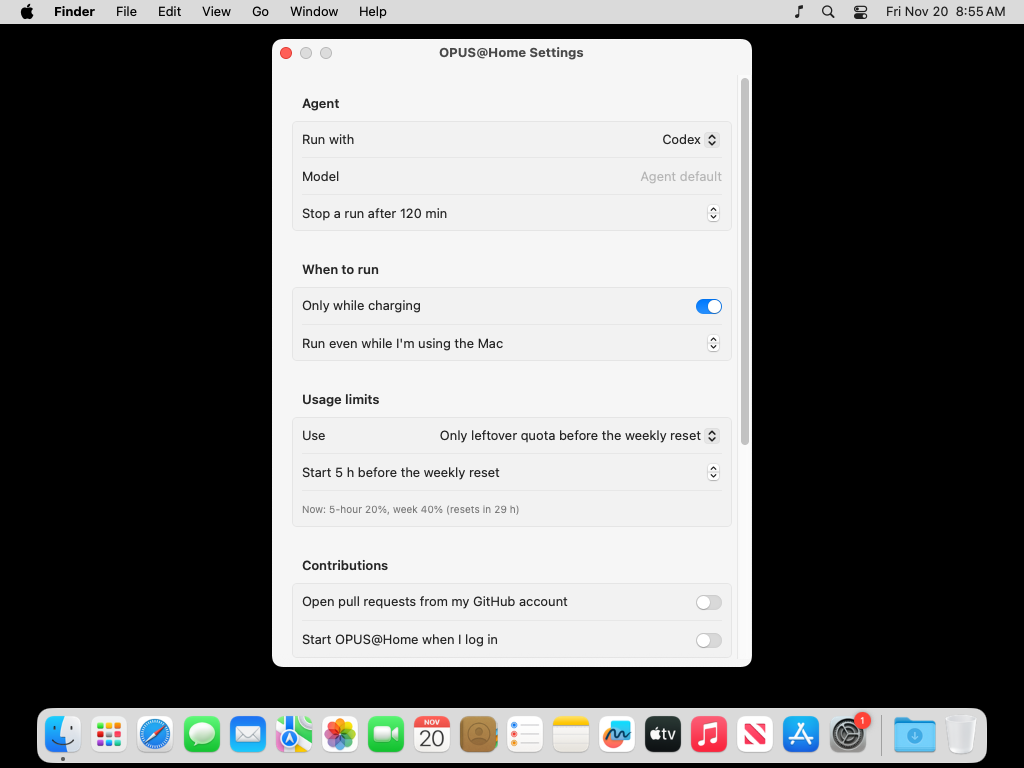 Finder File Edit View Go Window Help Fri Nov 20 8:55 AM
OPUS@Home Settings
Agent
Run with Codex
Model Agent default
Stop a run after 120 min
When to run
Only while charging
Run even while I'm using the Mac
Usage limits
Use Only leftover quota before the weekly reset
Start 5 h before the weekly reset
Now: 5-hour 20%, week 40% (resets in 29 h)
Contributions
Open pull requests from my GitHub account
Start OPUS@Home when I log in
NOV
20
tv
1